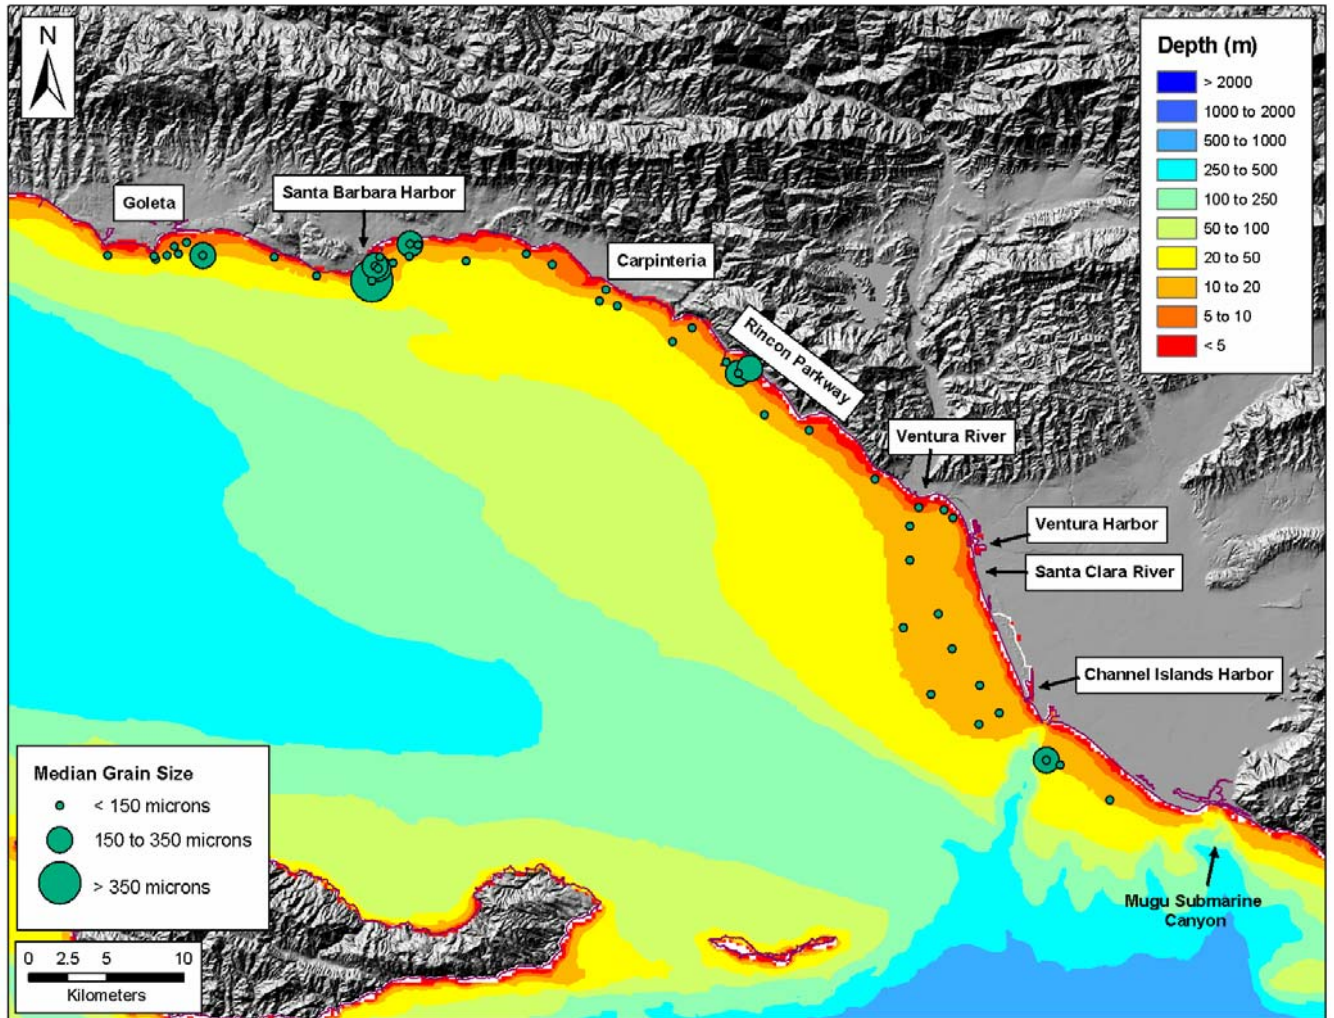 N
Goleta
Santa Barbara Harbor
Carpinteria
Rincon Parkway
Ventura River
Ventura Harbor
Santa Clara River
Channel Islands Harbor
Mugu Submarine
Canyon
Depth (m)
> 2000
1000 to 2000
500 to 1000
250 to 500
100 to 250
50 to 100
20 to 50
10 to 20
5 to 10
< 5
Median Grain Size
< 150 microns
150 to 350 microns
> 350 microns
0 2.5 5 10
Kilometers